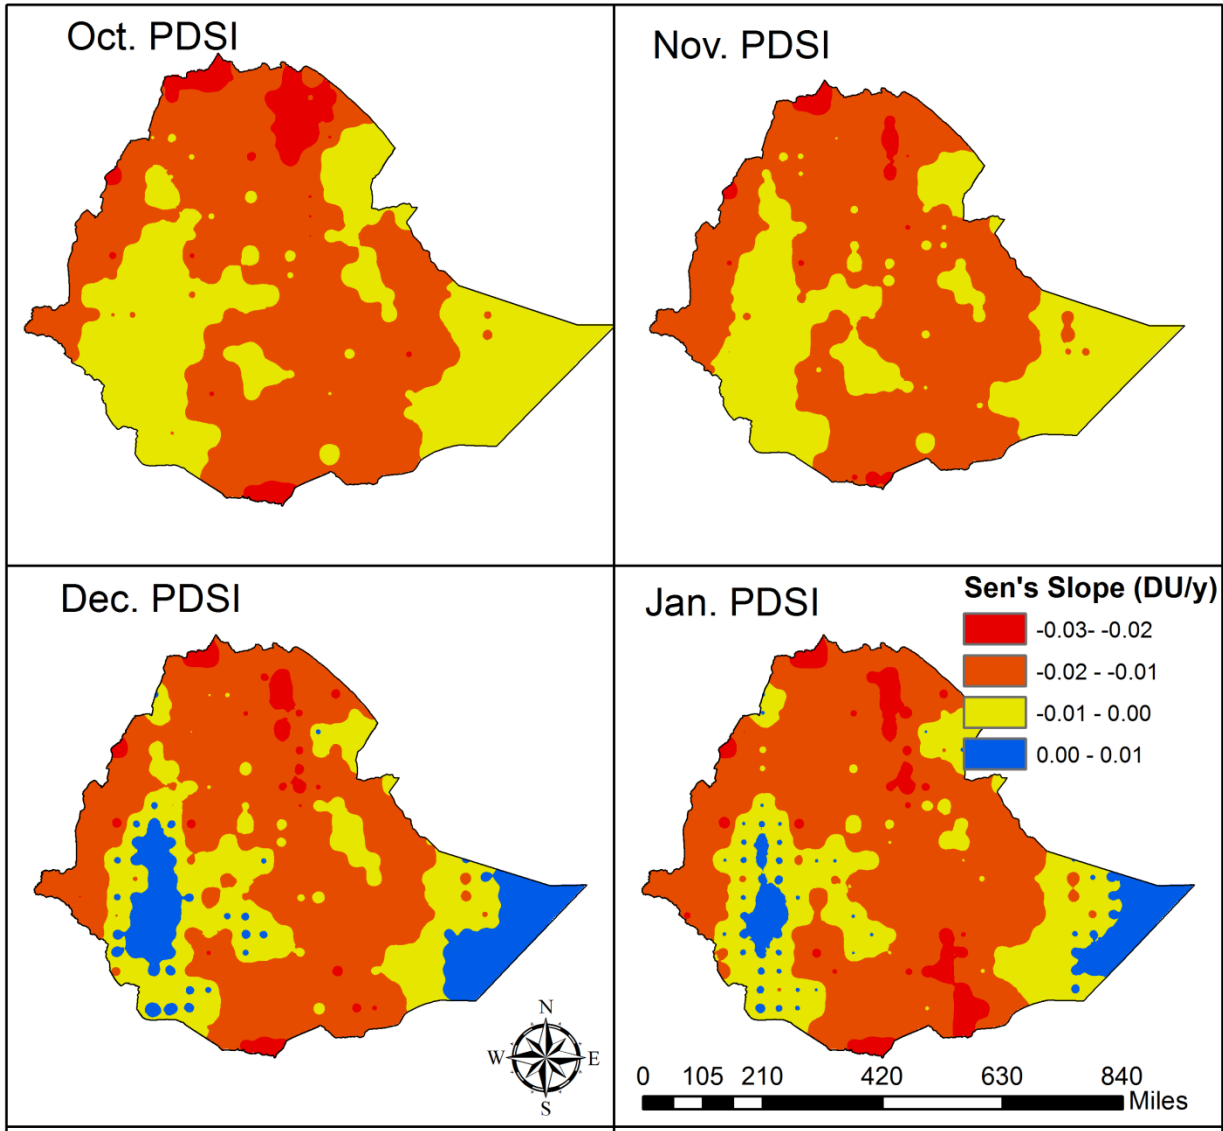 Oct. PDSI
Nov. PDSI
Dec. PDSI
Jan. PDSI
Sen's Slope (DU/y)
-0.03- -0.02
-0.02 - -0.01
-0.01 - 0.00
0.00 - 0.01
N
W E
S
0 105 210 420 630 840
Miles